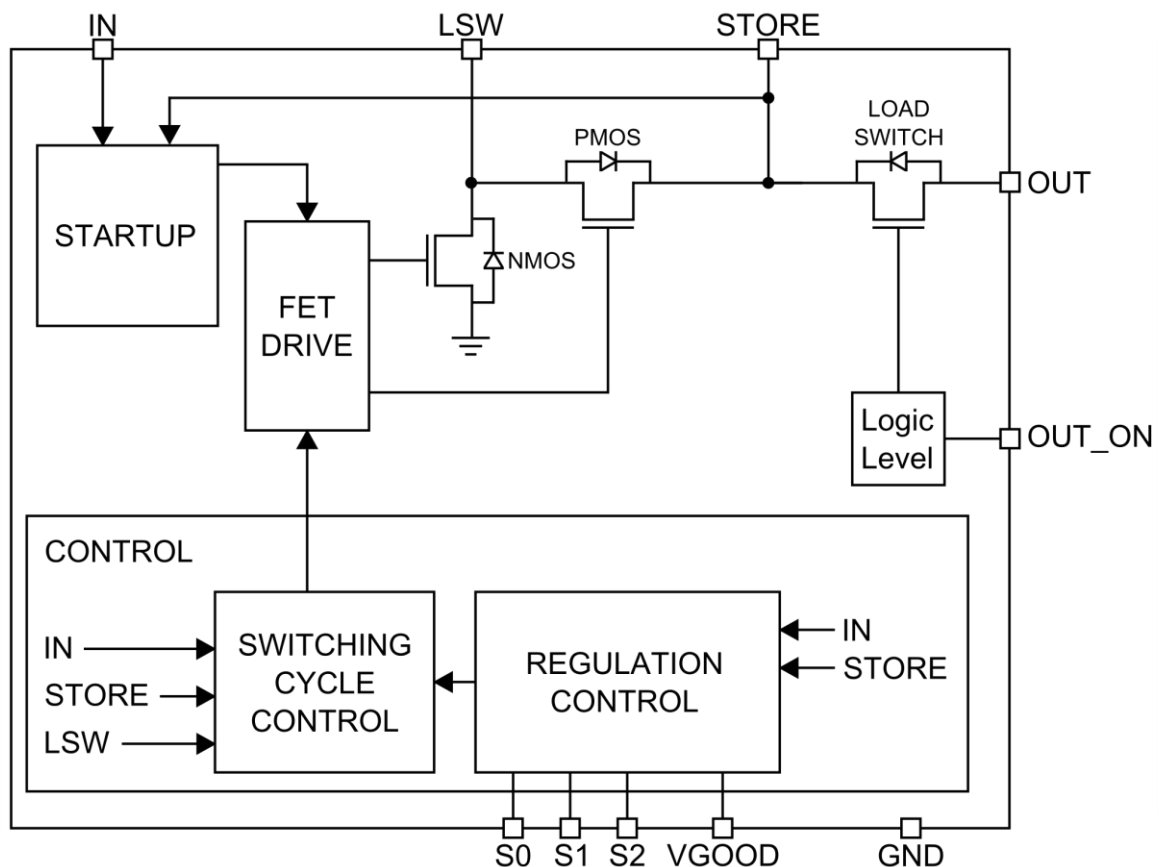 IN
LSW
STORE
PMOS
LOAD
SWITCH
OUT
STARTUP
FET
DRIVE
NMOS
Logic
Level
OUT_ON
CONTROL
IN
STORE
LSW
SWITCHING
CYCLE
CONTROL
REGULATION
CONTROL
IN
STORE
S0
S1
S2
VGOOD
GND